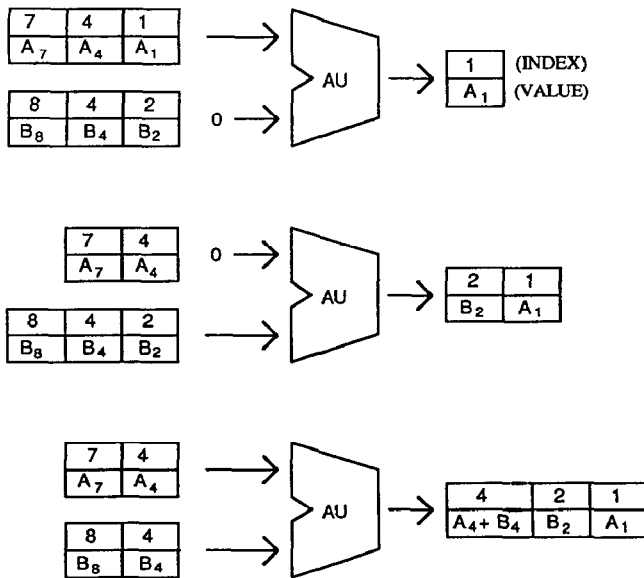 7 4 1
A7 A4 A1
8 4 2
B8 B4 B2
0
AU
1 (INDEX)
A1 (VALUE)
7 4
A7 A4
0
8 4 2
B8 B4 B2
AU
2 1
B2 A1
7 4
A7 A4
8 4
B8 B4
AU
4 2 1
A4+ B4 B2 A1